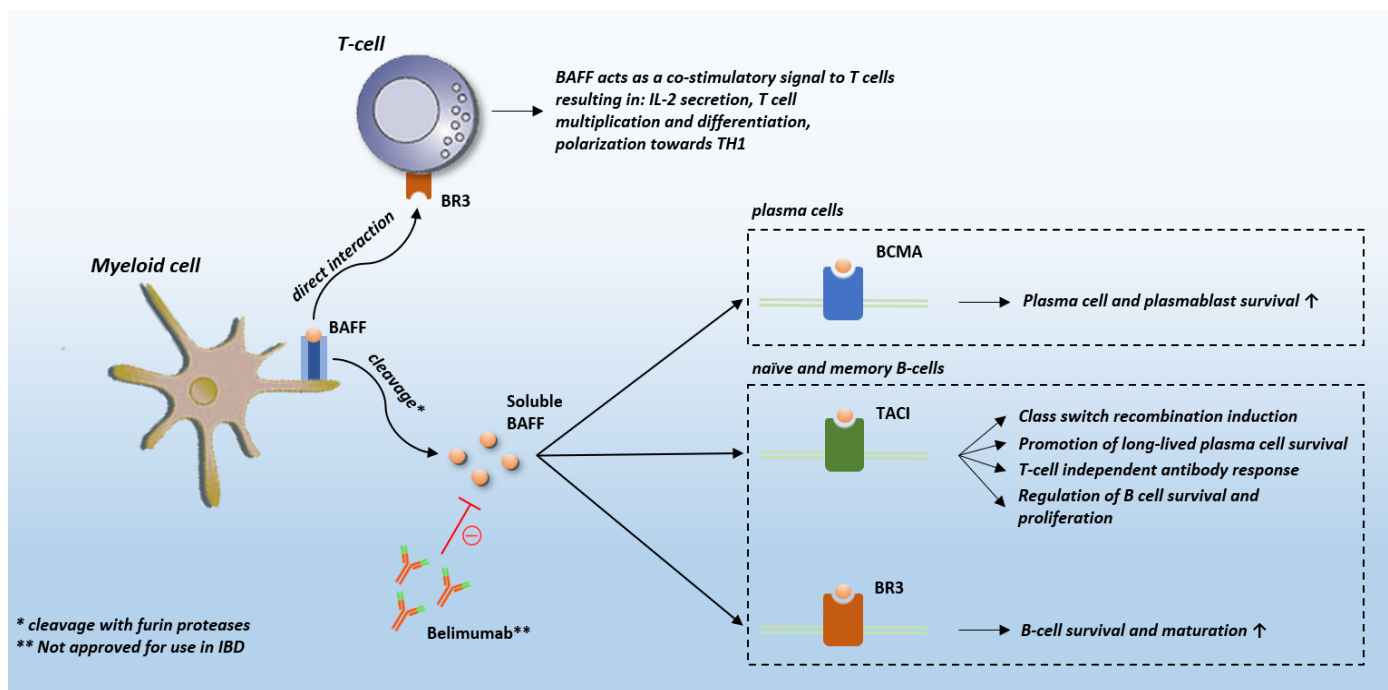 T-cell
BAFF acts as a co-stimulatory signal to T cells
resulting in: IL-2 secretion, T cell
multiplication and differentiation,
polarization towards TH1
BR3
direct interaction
Myeloid cell
BAFF
cleavage*
Soluble
BAFF
Belimumab**
* cleavage with furin proteases
** Not approved for use in IBD
plasma cells
BCMA
Plasma cell and plasmablast survival ↑
naïve and memory B-cells
TACI
Class switch recombination induction
Promotion of long-lived plasma cell survival
T-cell independent antibody response
Regulation of B cell survival and
proliferation
BR3
B-cell survival and maturation ↑